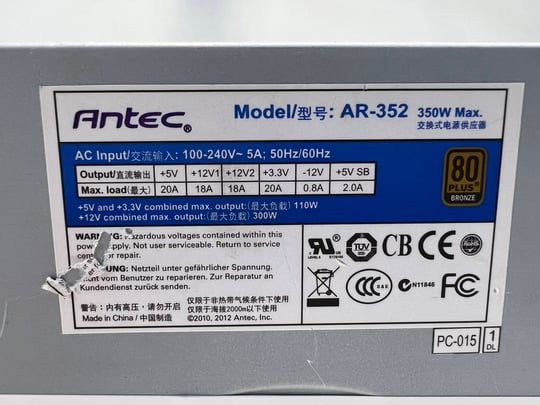 Antec®
Model/型号: AR-352 350W Max.
交换式电源供应器
AC Input/交流输入: 100-240V~ 5A; 50Hz/60Hz
Output/直流输出 +5V +12V1 +12V2 +3.3V -12V +5V SB
Max. load(最大) 20A 18A 18A 20A 0.8A 2.0A
+5V and +3.3V combined max. output:(最大负载) 110W
+12V combined max. output:(最大负载) 300W
80
PLUS®
BRONZE
Hazardous voltages contained within this
power supply. Not user serviceable. Return to service
center for repair.
Netzteil unter gefährlicher Spannung.
Nicht vom Benutzer zu reparieren. Zur Reparatur an
Kundendienst zurück zu senden.
警告: 内有高压, 请勿开启
Made in China / 中国制造
仅限于非热带气候条件下使用
仅限于海拔2000m以下使用
©2010, 2012 Antec, Inc.
TÜV CB CE
CCC N11846 FC
PC-015 1
DL